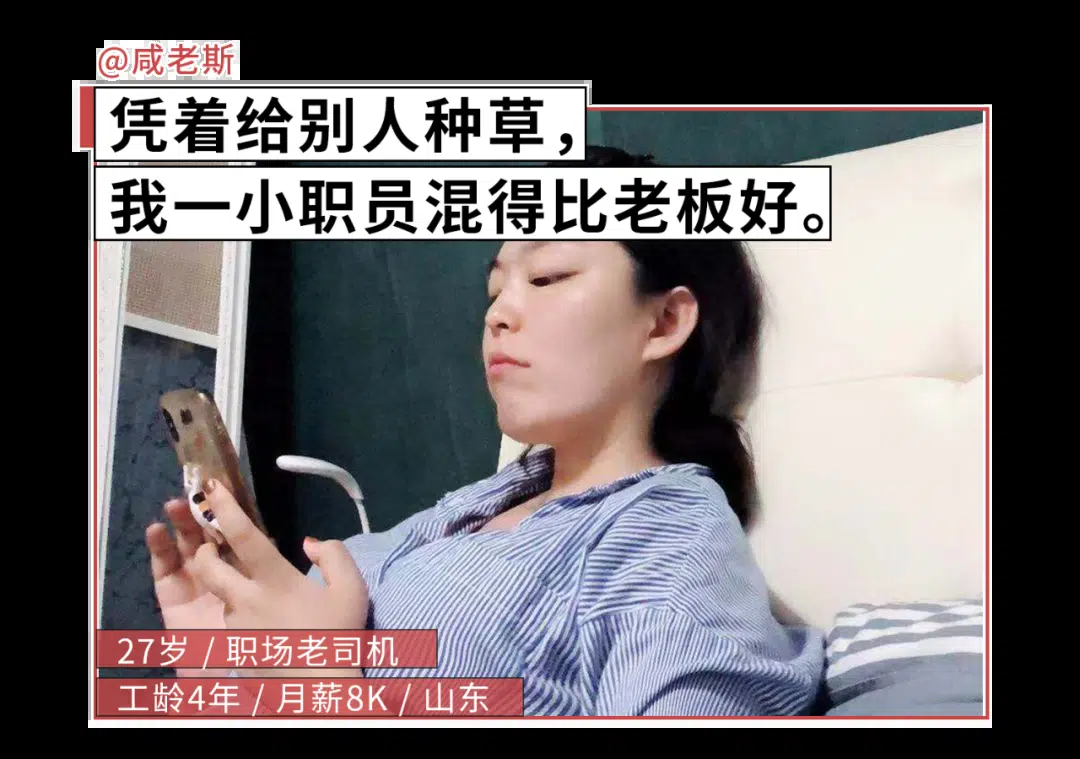 @咸老斯
凭着给别人种草，
我一小职员混得比老板好。
27岁 / 职场老司机
工龄4年 / 月薪8K / 山东